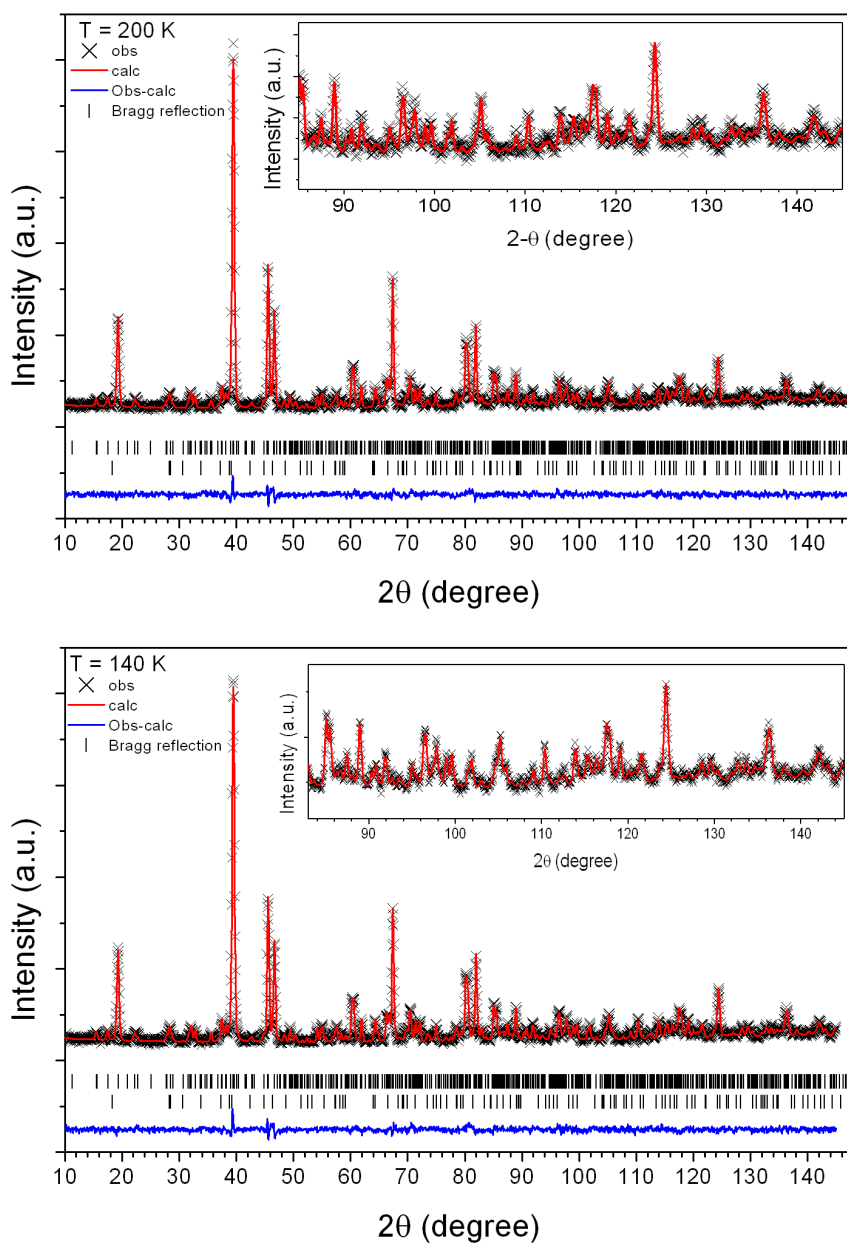 T = 200 K
obs
calc
Obs-calc
Bragg reflection
Intensity (a.u.)
Intensity (a.u.)
90 100 110 120 130 140
2-θ (degree)
10 20 30 40 50 60 70 80 90 100 110 120 130 140
2θ (degree)
T = 140 K
obs
calc
Obs-calc
Bragg reflection
Intensity (a.u.)
Intensity (a.u.)
90 100 110 120 130 140
2θ (degree)
10 20 30 40 50 60 70 80 90 100 110 120 130 140
2θ (degree)